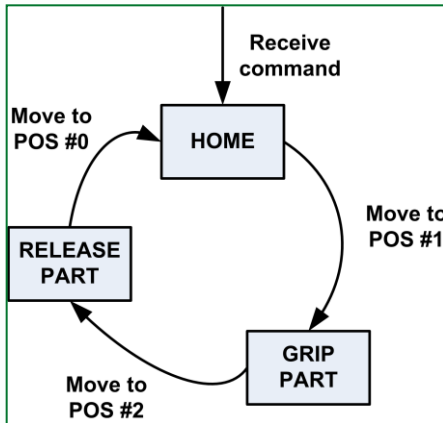 Receive
command
Move to
POS #0
HOME
Move to
POS #1
RELEASE
PART
GRIP
PART
Move to
POS #2